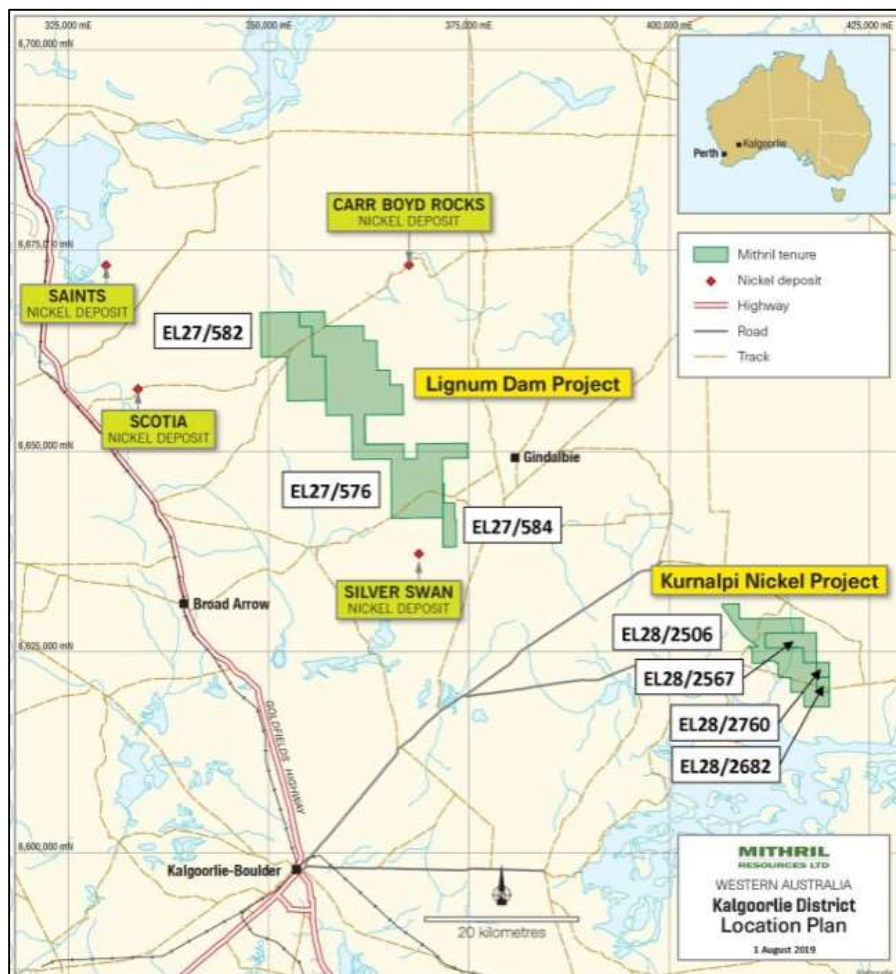 325,000 mE
350,000 mE
375,000 mE
400,000 mE
425,000 mE
6,700,000 mN
Perth
Kalgoorlie
CARR BOYD ROCKS
NICKEL DEPOSIT
6,675,000 mN
SAINTS
NICKEL DEPOSIT
Mithril tenure
Nickel deposit
Highway
Road
Track
EL27/582
Lignum Dam Project
SCOTIA
NICKEL DEPOSIT
6,650,000 mN
Gindalbie
EL27/576
EL27/584
SILVER SWAN
NICKEL DEPOSIT
Kurnalpi Nickel Project
Broad Arrow
6,625,000 mN
EL28/2506
EL28/2567
EL28/2760
EL28/2682
GOLDFIELDS HIGHWAY
6,600,000 mN
Kalgoorlie-Boulder
20 kilometres
MITHRIL
RESOURCES LTD
WESTERN AUSTRALIA
Kalgoorlie District
Location Plan
1 August 2019